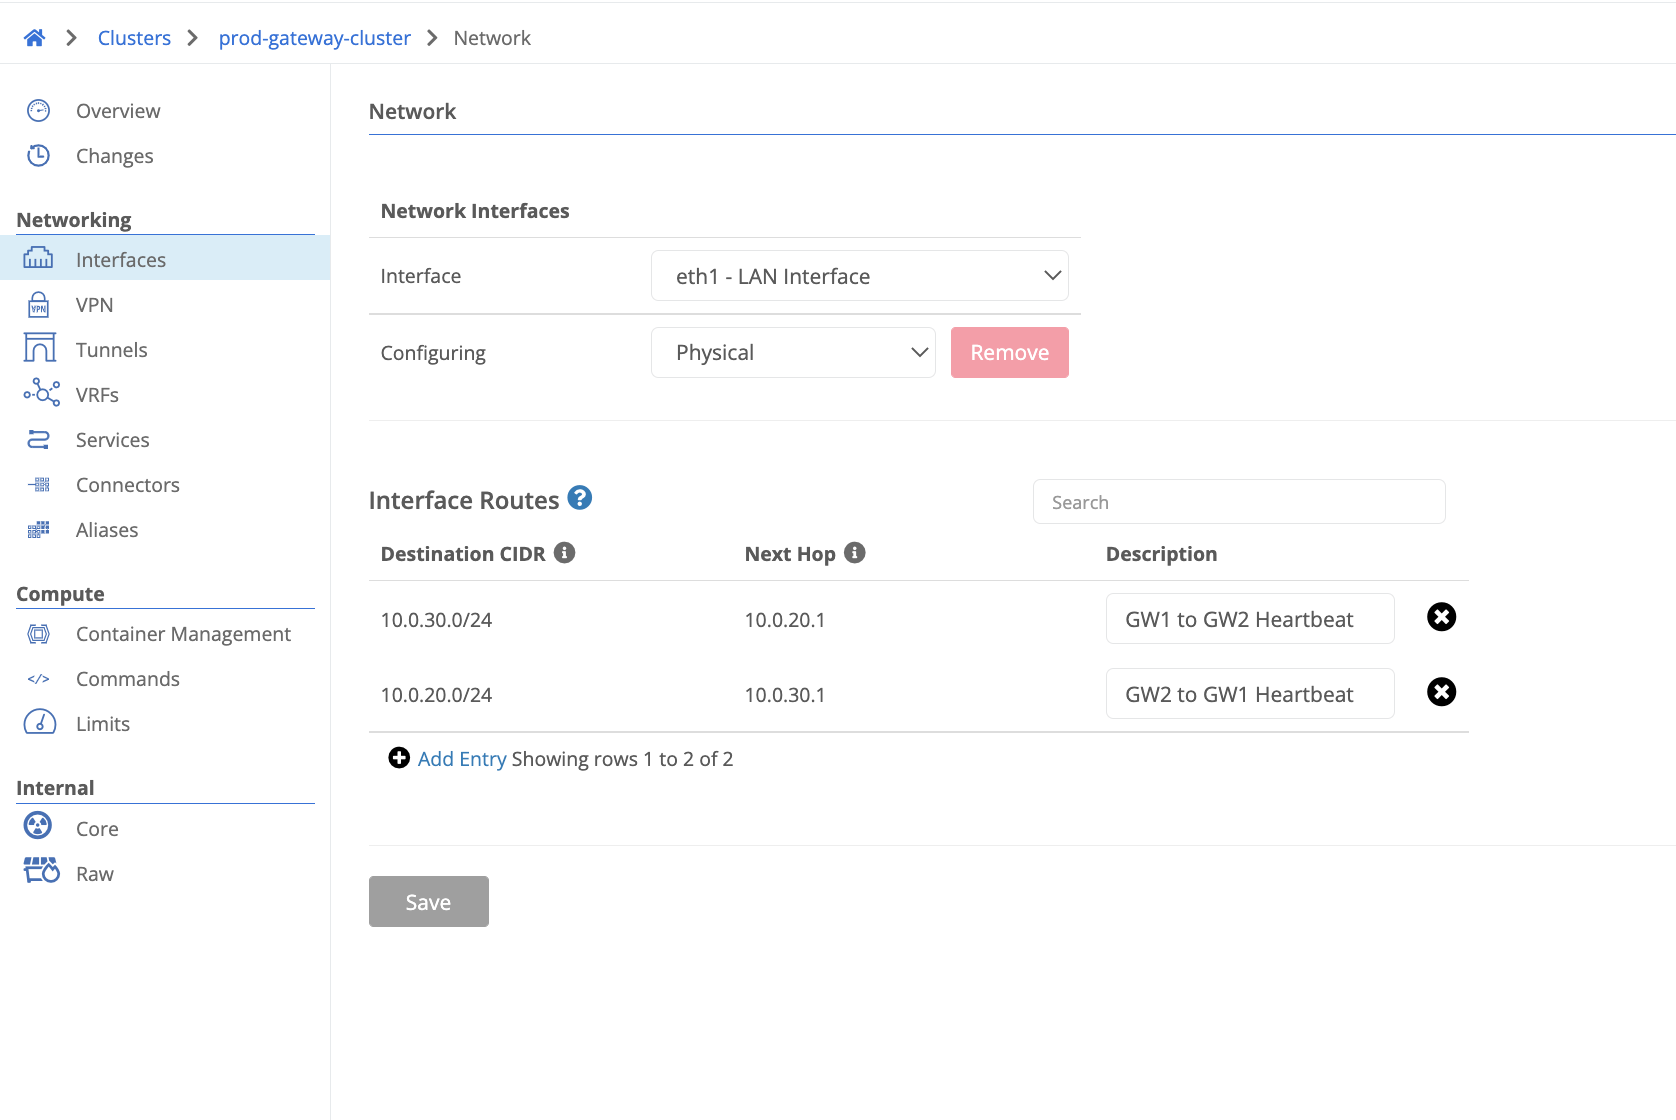 Clusters prod-gateway-cluster Network
Overview
Changes
Networking
Interfaces
VPN
VPN
Tunnels
VRFs
Services
Connectors
Aliases
Compute
Container Management
</> Commands
Limits
Internal
Core
Raw
Network
Network Interfaces
Interface eth1 - LAN Interface
Configuring Physical Remove
Interface Routes ? Search
Destination CIDR i Next Hop i Description
10.0.30.0/24 10.0.20.1 GW1 to GW2 Heartbeat
10.0.20.0/24 10.0.30.1 GW2 to GW1 Heartbeat
Add Entry Showing rows 1 to 2 of 2
Save